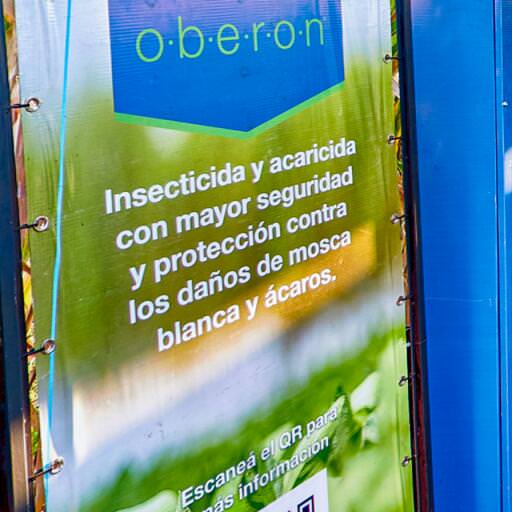 o·b·e·r·o·n
Insecticida y acaricida
con mayor seguridad
y protección contra
los daños de mosca
blanca y ácaros.
Escaneá el QR para
más información